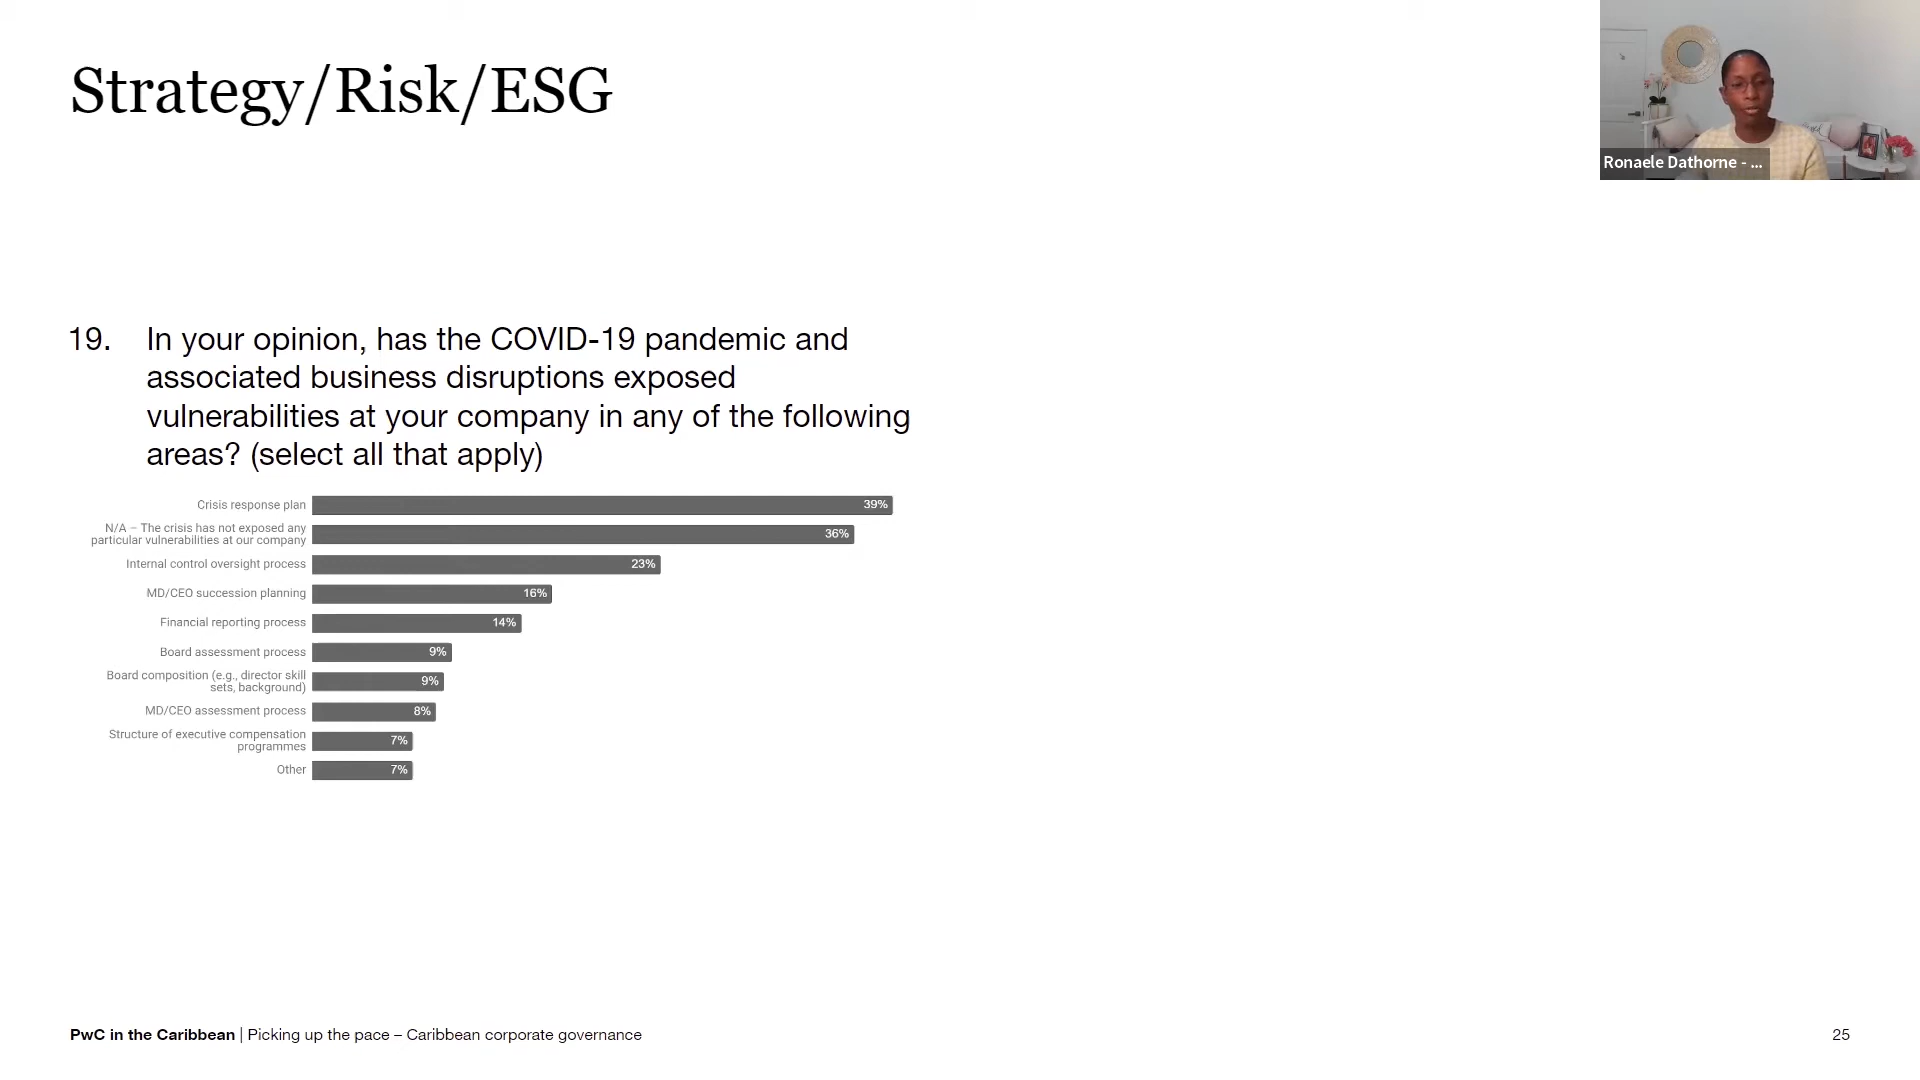 Strategy/Risk/ESG
Ronaele Dathorne - ...
19. In your opinion, has the COVID-19 pandemic and
associated business disruptions exposed
vulnerabilities at your company in any of the following
areas? (select all that apply)
Crisis response plan 39%
N/A – The crisis has not exposed any
particular vulnerabilities at our company 36%
Internal control oversight process 23%
MD/CEO succession planning 16%
Financial reporting process 14%
Board assessment process 9%
Board composition (e.g., director skill
sets, background) 9%
MD/CEO assessment process 8%
Structure of executive compensation
programmes 7%
Other 7%
PwC in the Caribbean | Picking up the pace – Caribbean corporate governance
25